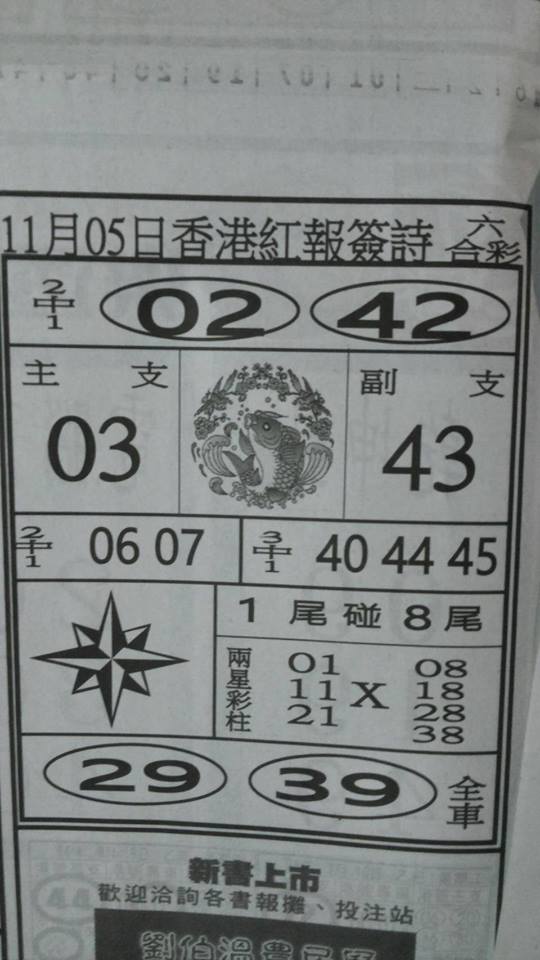 11月05日香港紅報簽詩 六合彩
2中1 02 42
主支 副支
03 43
2中1 06 07 3中1 40 44 45
1尾碰8尾
兩星彩柱
01 08
11 X 18
21 28
38
29 39 全車
新書上市
歡迎洽詢各書報攤、投注站